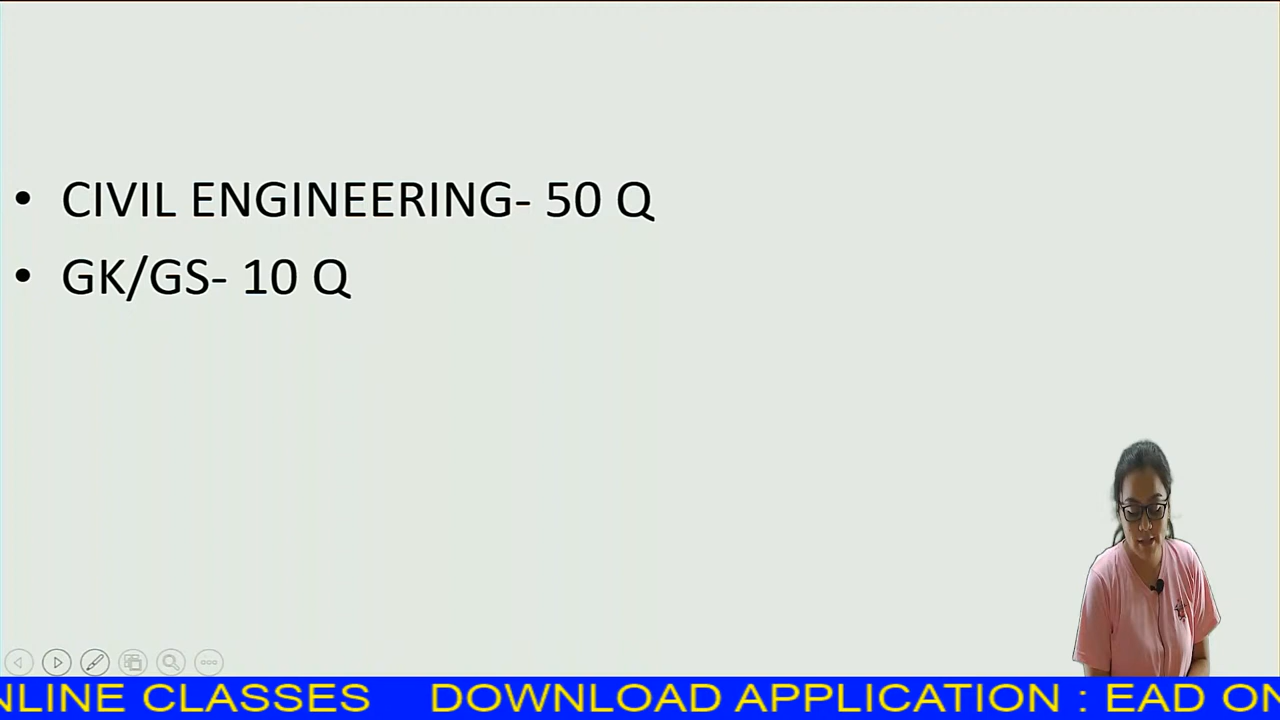 • CIVIL ENGINEERING- 50 Q
• GK/GS- 10 Q
NLINE CLASSES DOWNLOAD APPLICATION : EAD ON